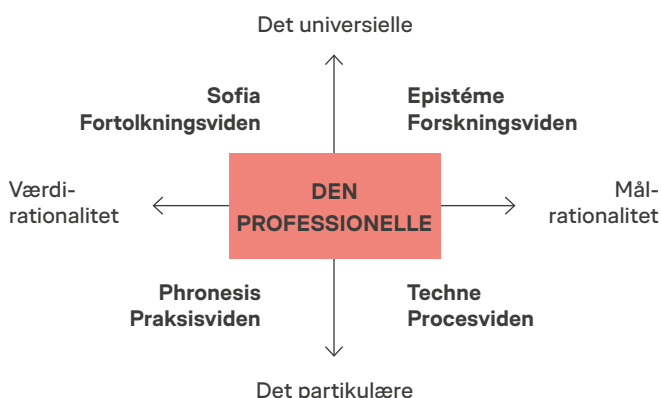 Det universielle
Sofia
Fortolkningsviden
Epistéme
Forskningsviden
Værdi-
rationalitet
DEN
PROFESSIONELLE
Mål-
rationalitet
Phronesis
Praksisviden
Techne
Procesviden
Det partikulære